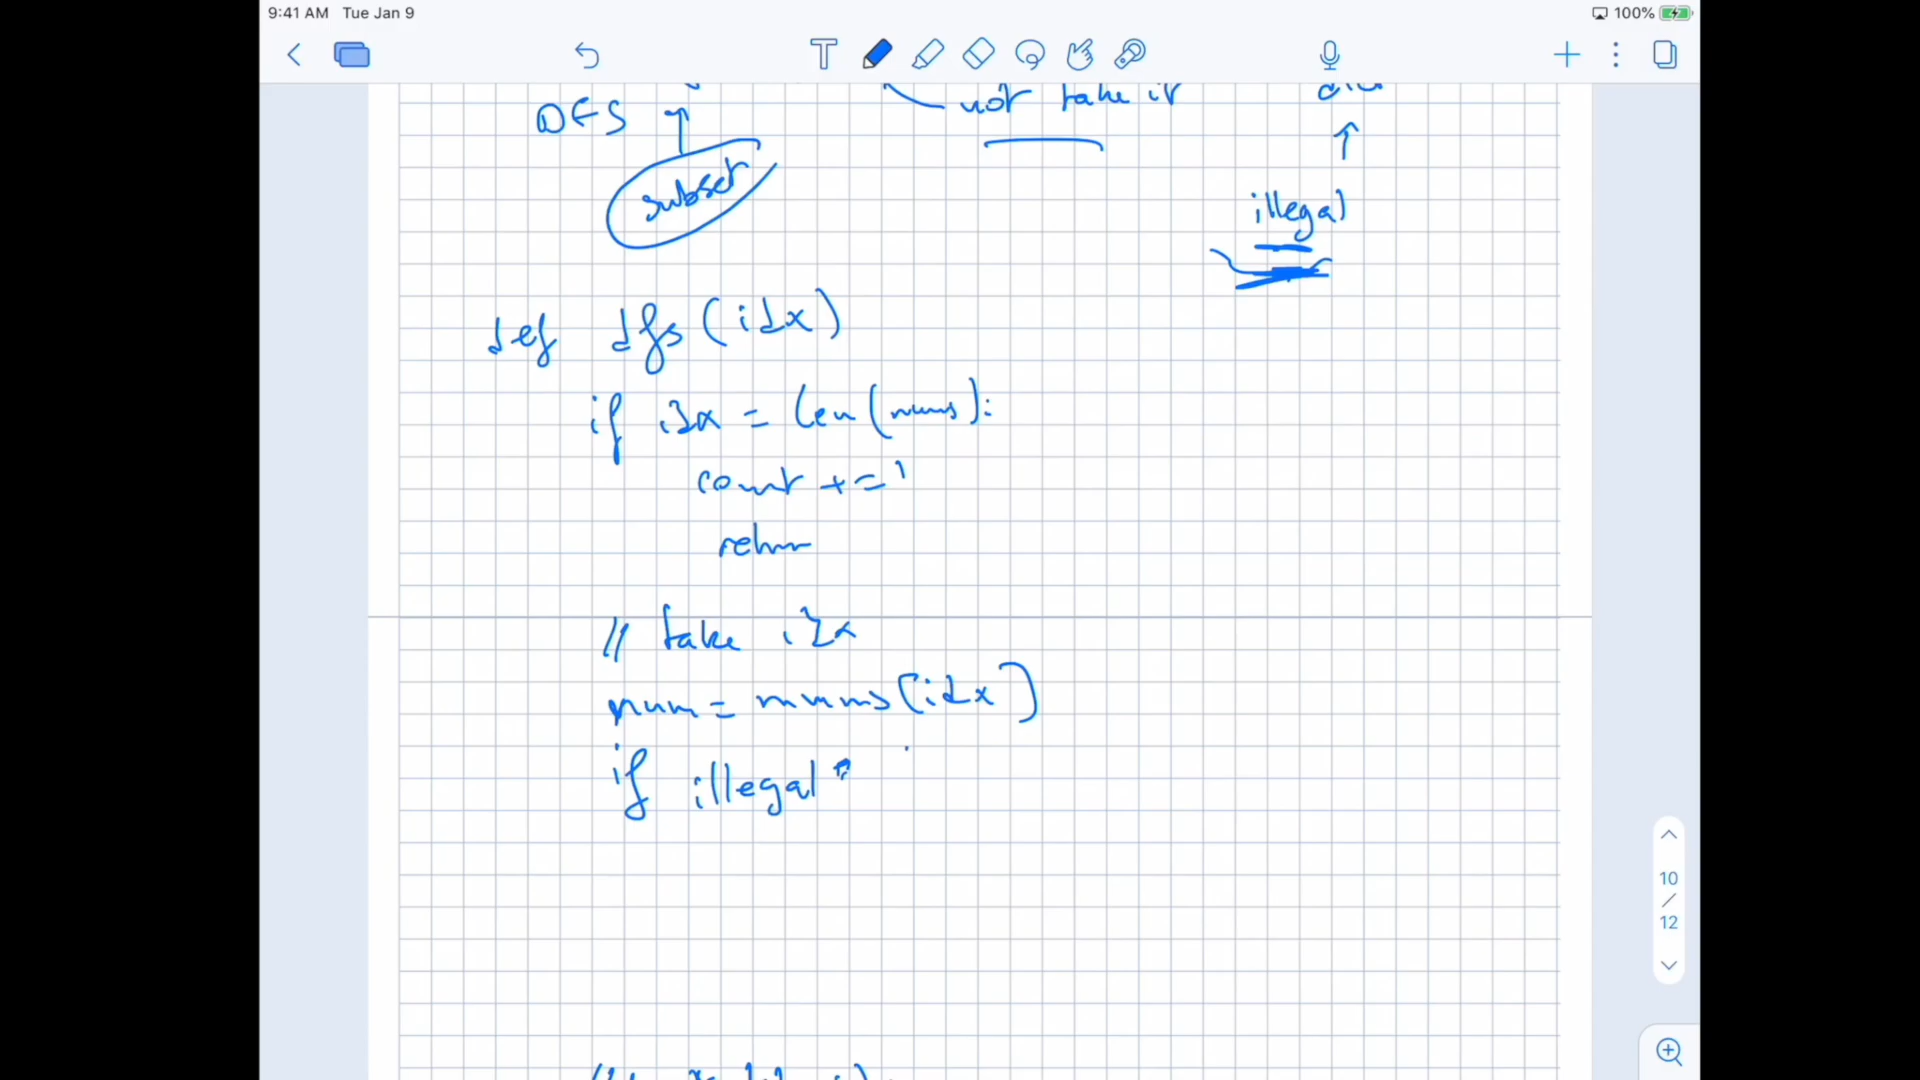 9:41 AM Tue Jan 9
100%
not take it
DFS
subset
illegal
def dfs(idx)
if idx = len(nums):
count += 1
return
// take idx
num = nums[idx]
if illegal
10
/
12